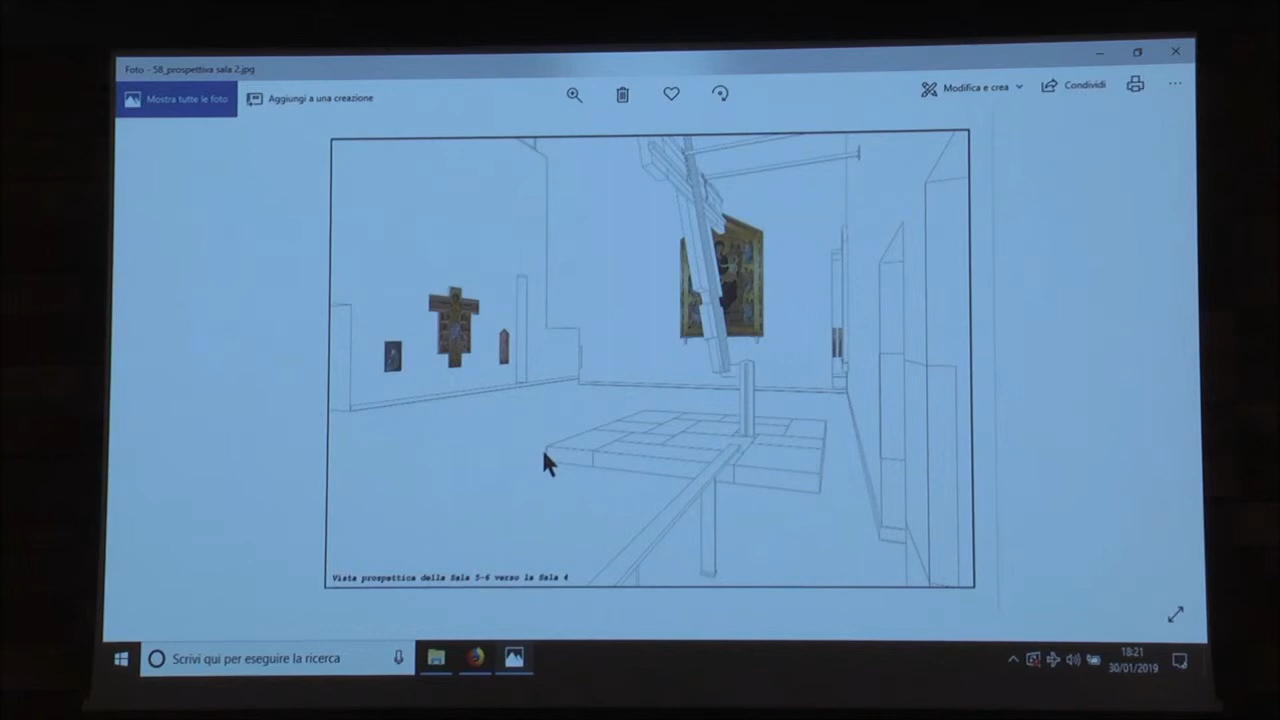 Foto - 58_prospettiva sala 2.jpg
Mostra tutte le foto
Aggiungi a una creazione
Modifica e crea
Condividi
Vista prospettica della Sala 5-6 verso la Sala 4
Scrivi qui per eseguire la ricerca
18:21
30/01/2019